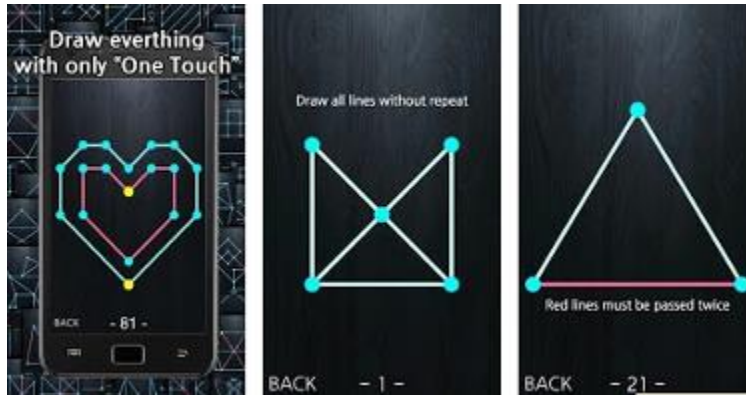 Draw everthing
with only "One Touch"
BACK
- 81 -
Draw all lines without repeat
BACK
- 1 -
Red lines must be passed twice
BACK
- 21 -